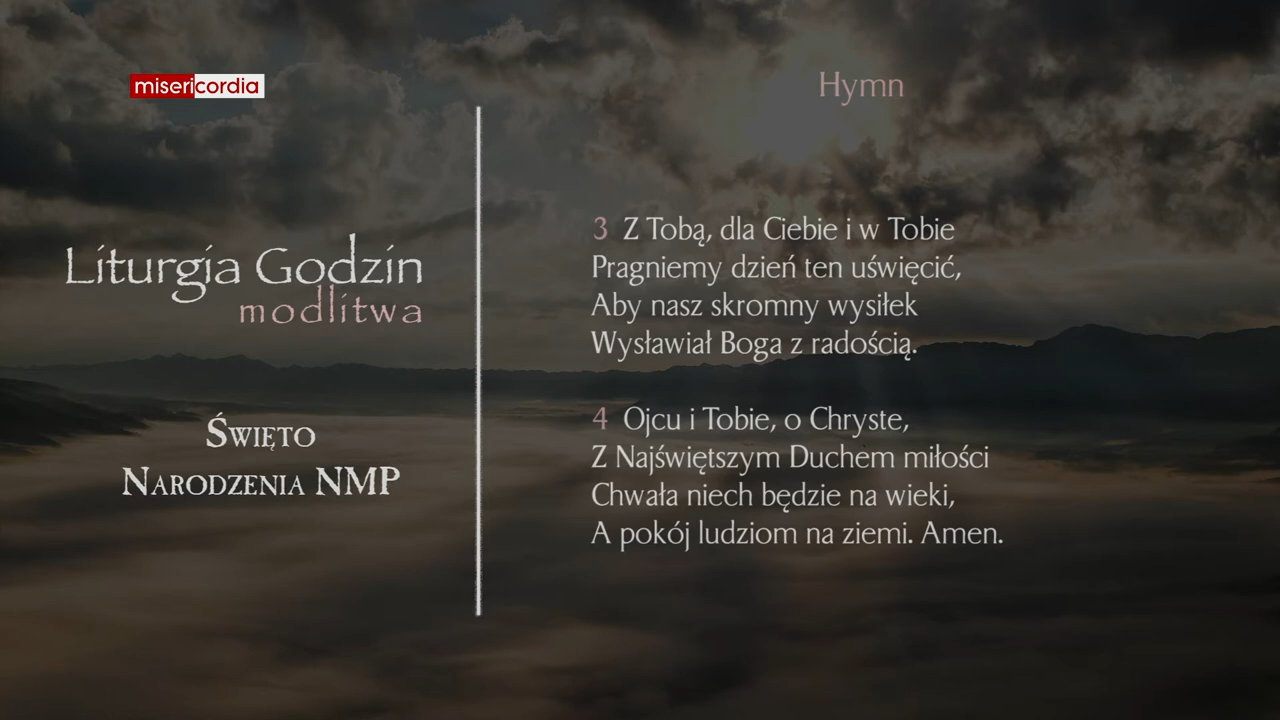 misericordia
Liturgia Godzin
modlitwa
Święto
Narodzenia NMP
Hymn
3 Z Tobą, dla Ciebie i w Tobie
Pragniemy dzień ten uświęcić,
Aby nasz skromny wysiłek
Wysławiał Boga z radością.
4 Ojcu i Tobie, o Chryste,
Z Najświętszym Duchem miłości
Chwała niech będzie na wieki,
A pokój ludziom na ziemi. Amen.